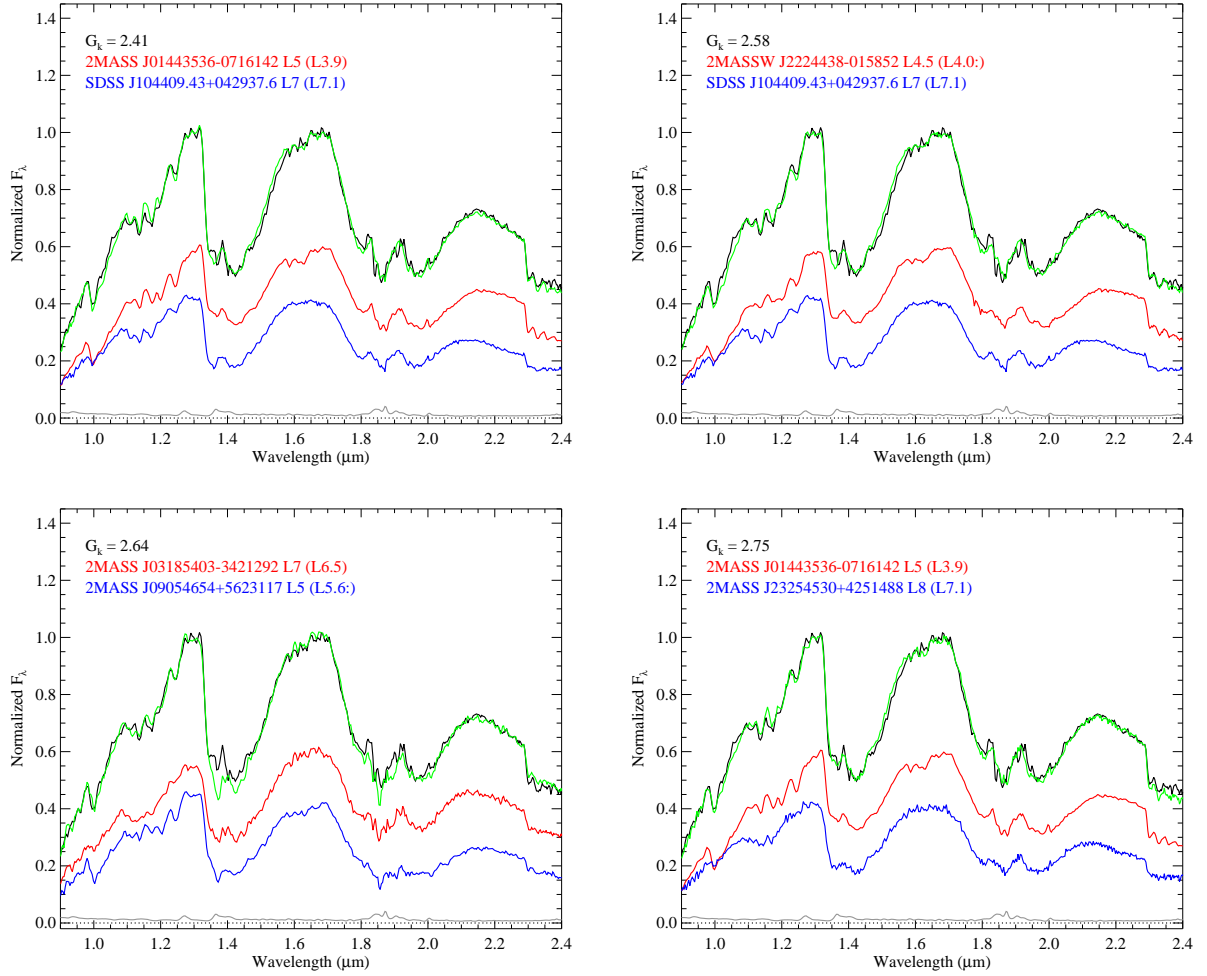 1.4
1.2
1.0
0.8
0.6
0.4
0.2
0.0
Normalized Fλ
Gk = 2.41
2MASS J01443536-0716142 L5 (L3.9)
SDSS J104409.43+042937.6 L7 (L7.1)
1.0 1.2 1.4 1.6 1.8 2.0 2.2 2.4
Wavelength (μm)
1.4
1.2
1.0
0.8
0.6
0.4
0.2
0.0
Normalized Fλ
Gk = 2.58
2MASSW J2224438-015852 L4.5 (L4.0:)
SDSS J104409.43+042937.6 L7 (L7.1)
1.0 1.2 1.4 1.6 1.8 2.0 2.2 2.4
Wavelength (μm)
1.4
1.2
1.0
0.8
0.6
0.4
0.2
0.0
Normalized Fλ
Gk = 2.64
2MASS J03185403-3421292 L7 (L6.5)
2MASS J09054654+5623117 L5 (L5.6:)
1.0 1.2 1.4 1.6 1.8 2.0 2.2 2.4
Wavelength (μm)
1.4
1.2
1.0
0.8
0.6
0.4
0.2
0.0
Normalized Fλ
Gk = 2.75
2MASS J01443536-0716142 L5 (L3.9)
2MASS J23254530+4251488 L8 (L7.1)
1.0 1.2 1.4 1.6 1.8 2.0 2.2 2.4
Wavelength (μm)